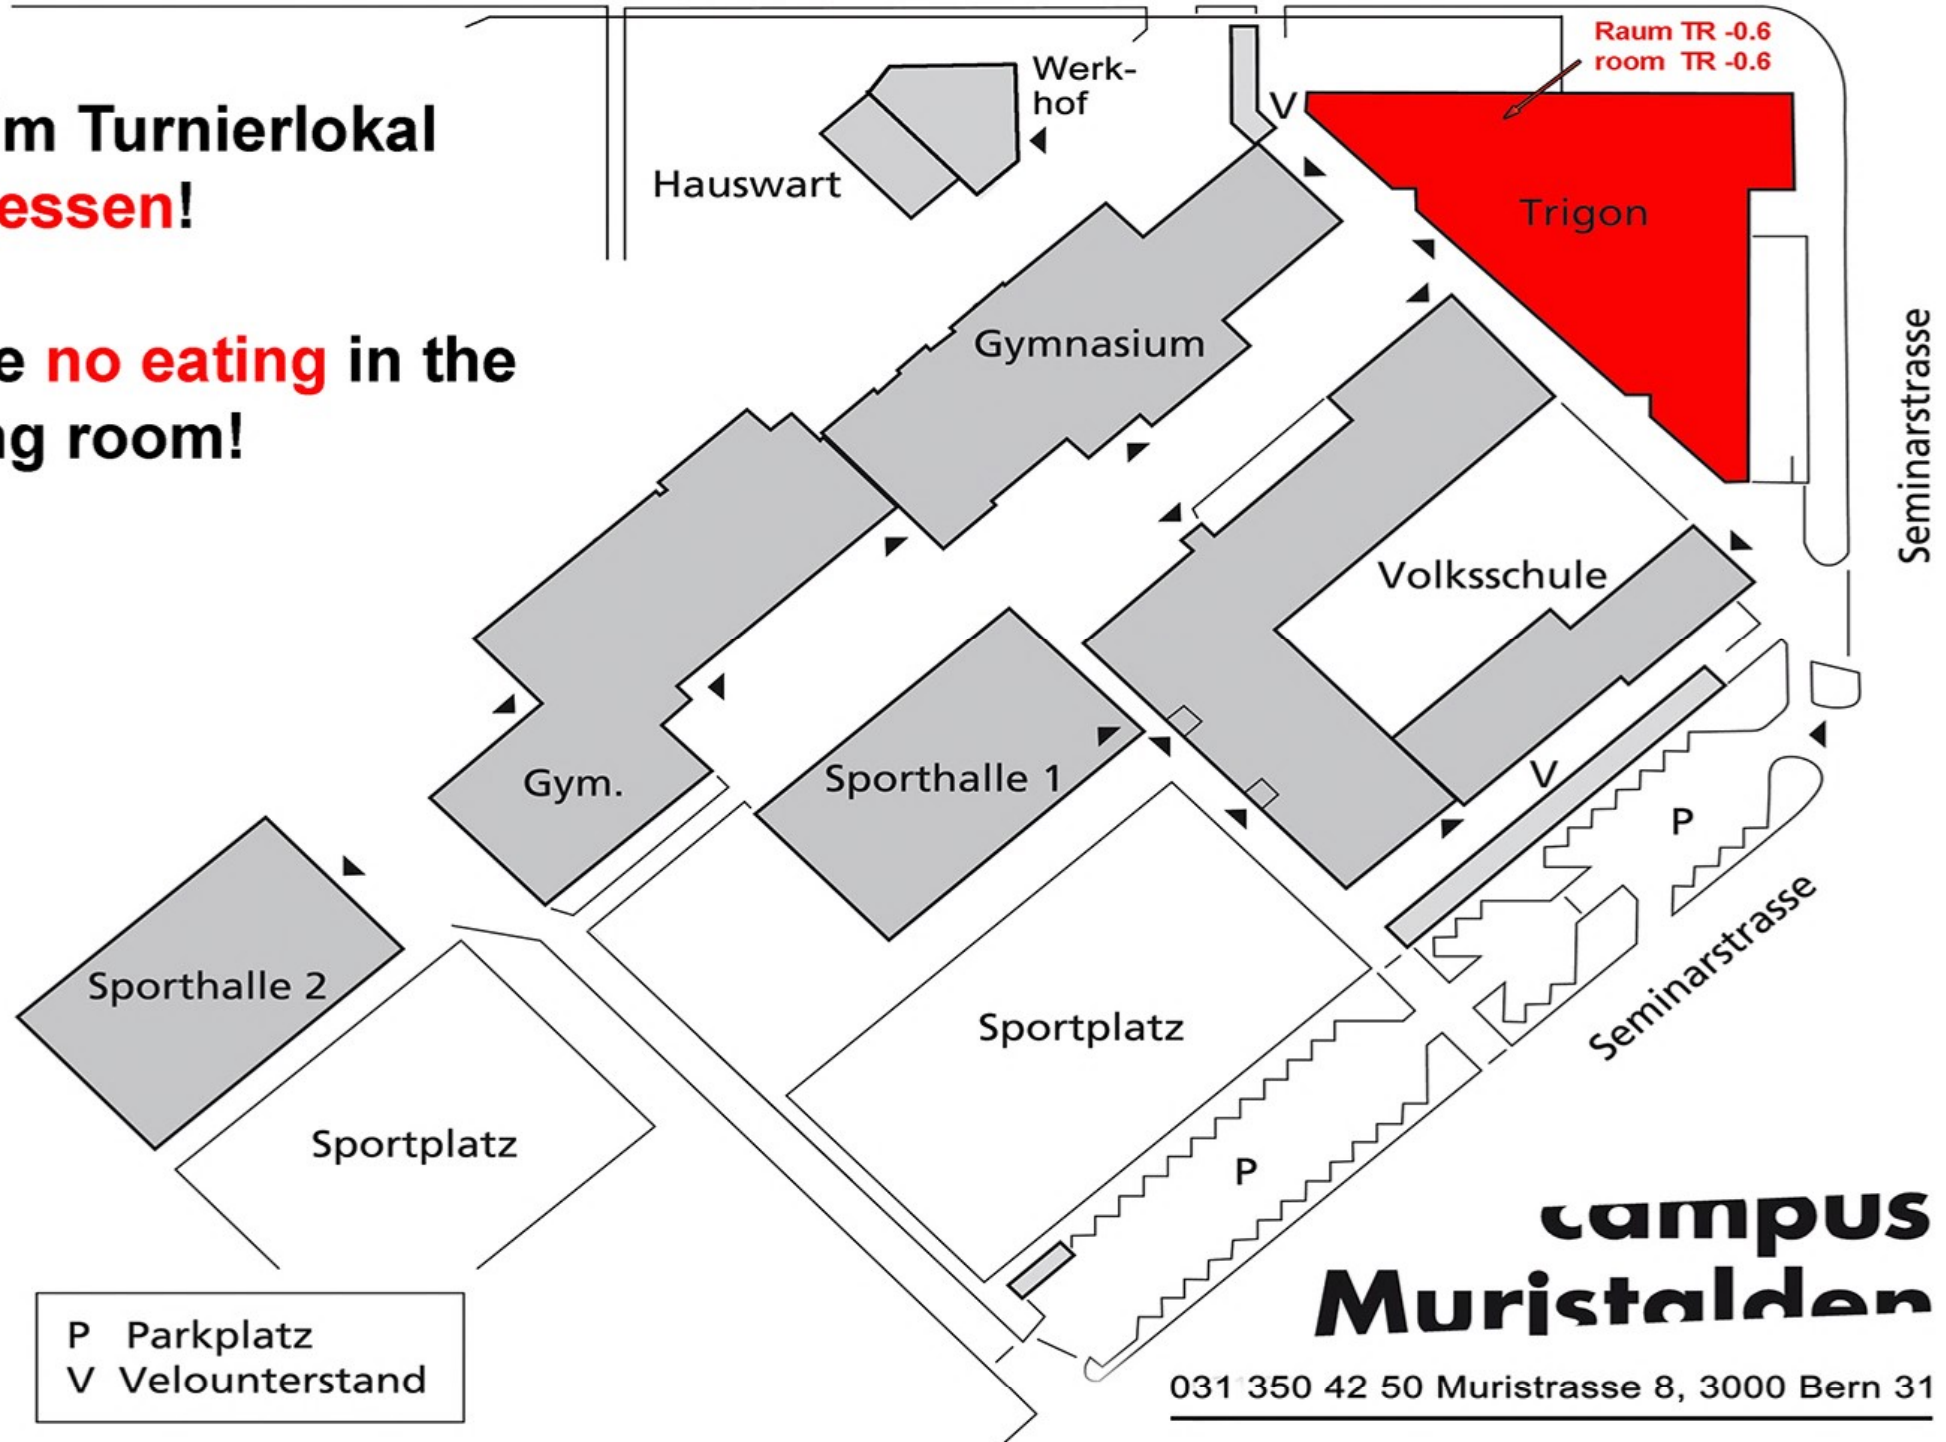 Raum TR -0.6
room TR -0.6
Werk-
hof
V
m Turnierlokal
Hauswart
essen!
Trigon
Gymnasium
e no eating in the
ng room!
Seminarstrasse
Volksschule
Gym.
Sporthalle 1
V
P
Sporthalle 2
Seminarstrasse
Sportplatz
Sportplatz
P
campus
Muristalden
P Parkplatz
V Velounterstand
031 350 42 50 Muristrasse 8, 3000 Bern 31